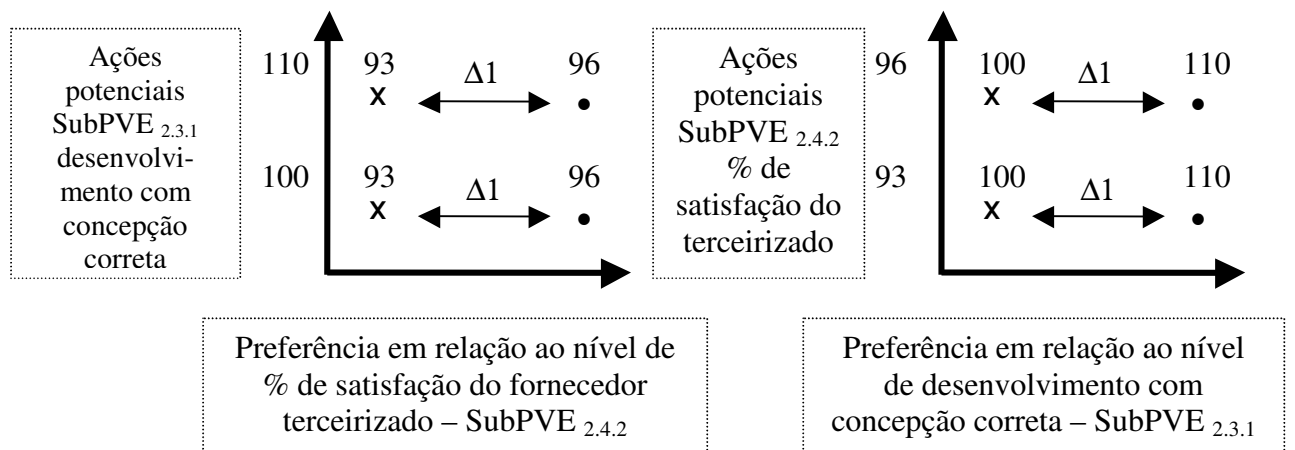 Ações
potenciais
SubPVE 2.3.1
desenvolvi-
mento com
concepção
correta
110
93
Δ1
96
x
•
100
93
Δ1
96
x
•
Preferência em relação ao nível de
% de satisfação do fornecedor
terceirizado – SubPVE 2.4.2
Ações
potenciais
SubPVE 2.4.2
% de
satisfação do
terceirizado
96
100
Δ1
110
x
•
93
100
Δ1
110
x
•
Preferência em relação ao nível
de desenvolvimento com
concepção correta – SubPVE 2.3.1